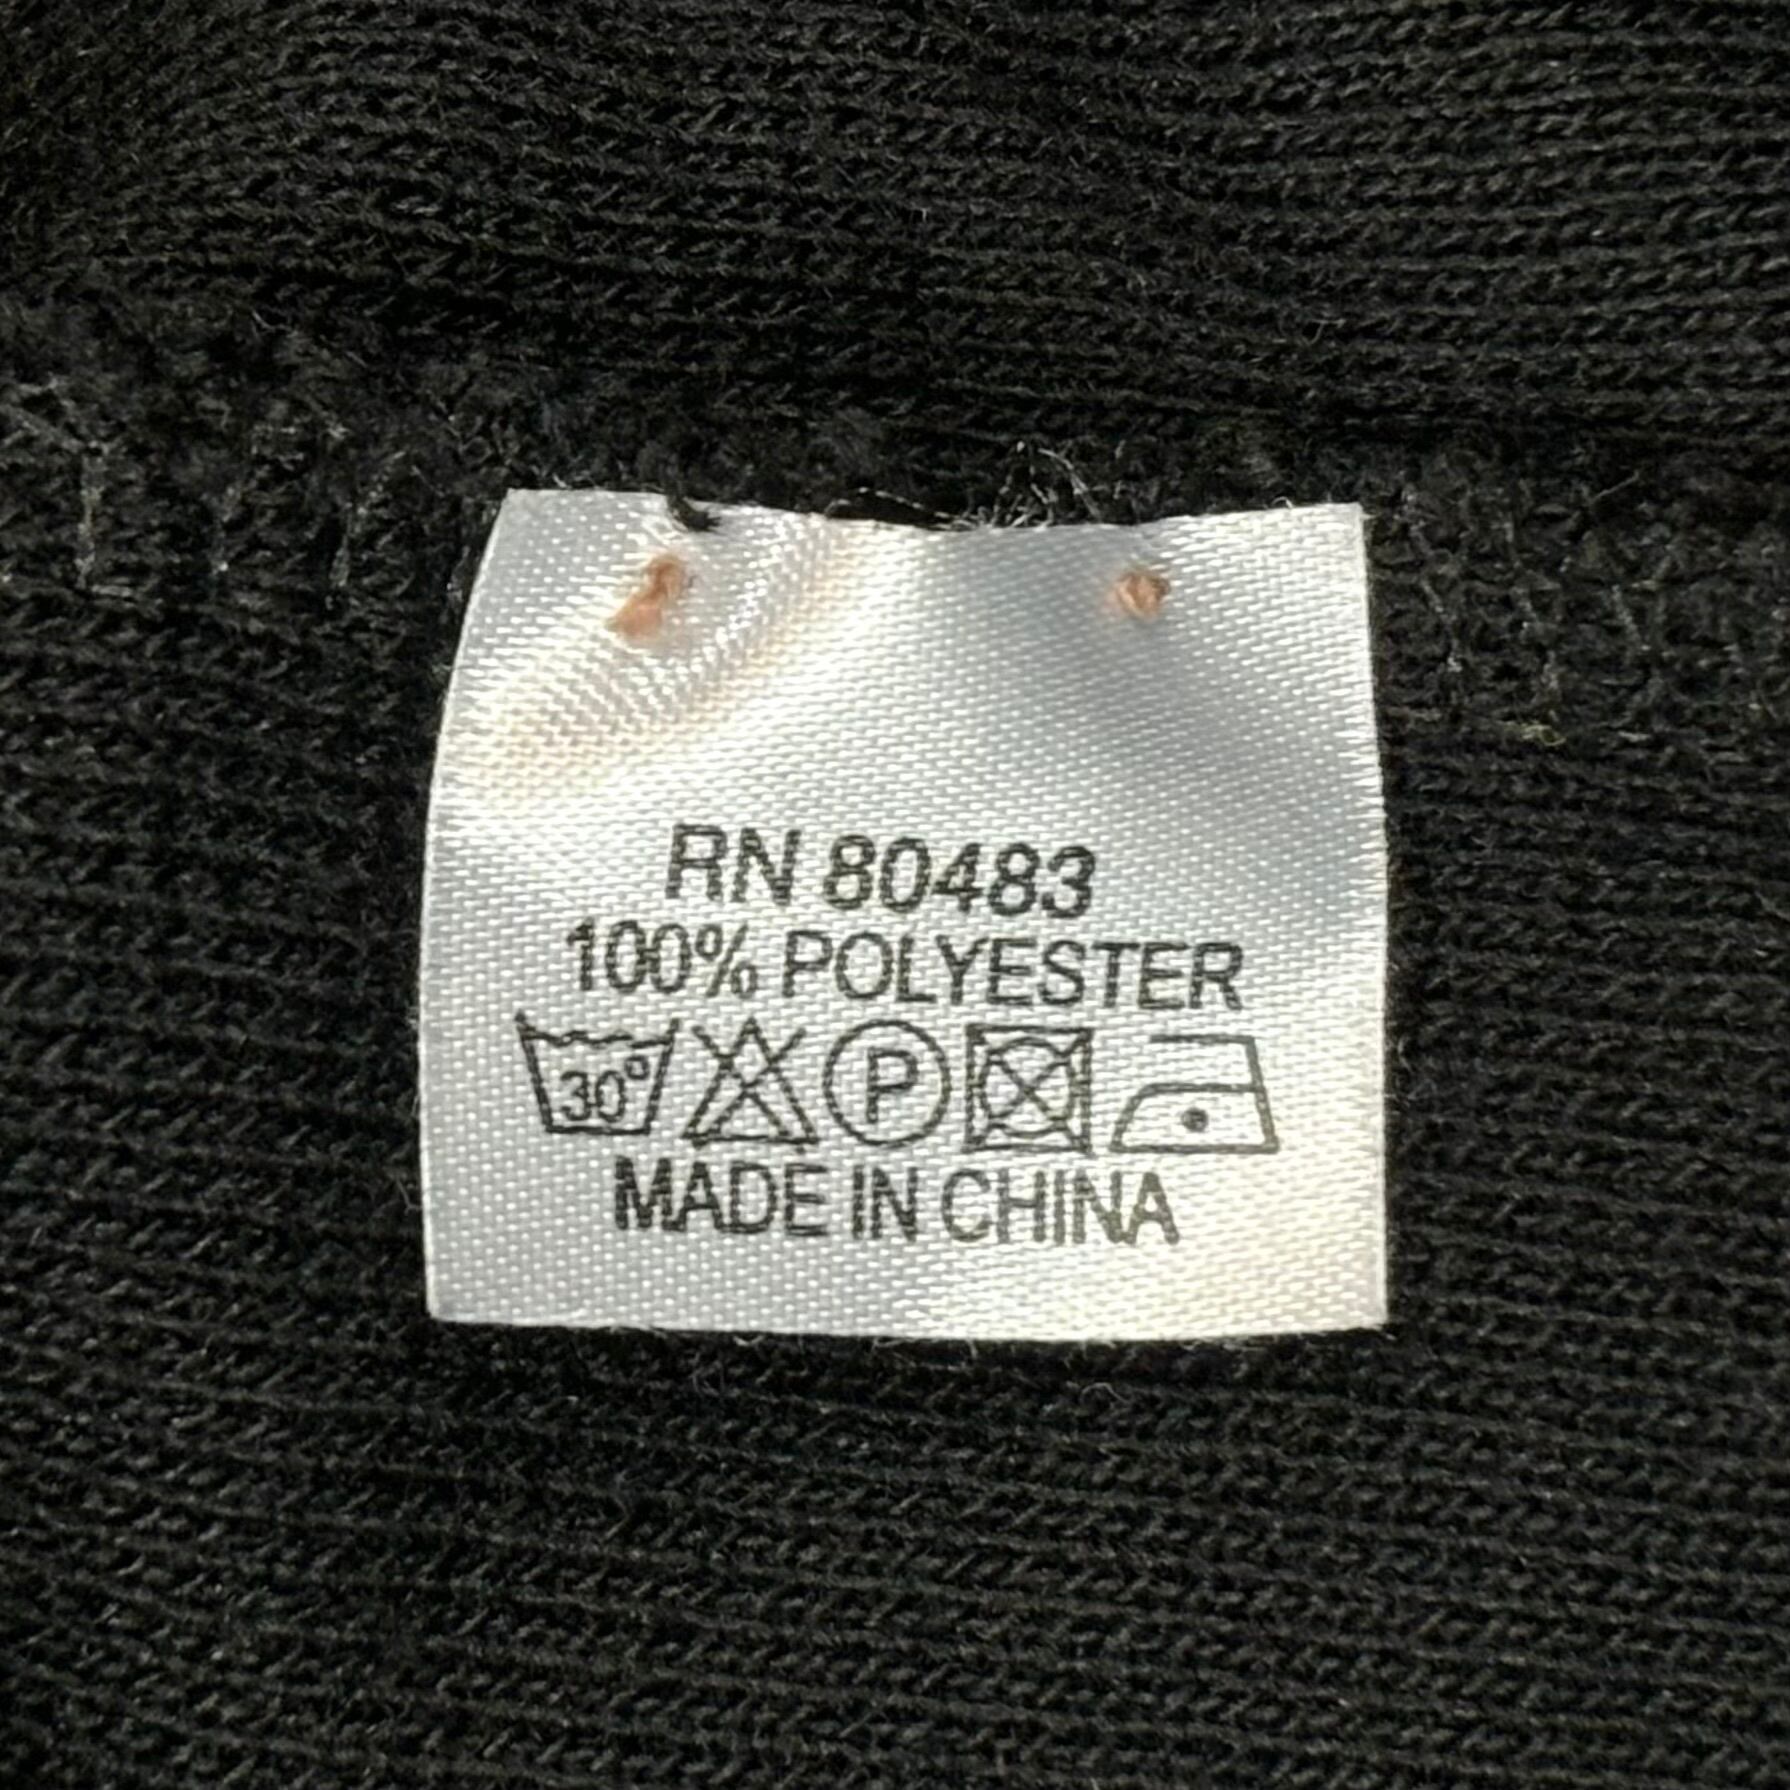 RN 80483
100% POLYESTER
30° P
MADE IN CHINA